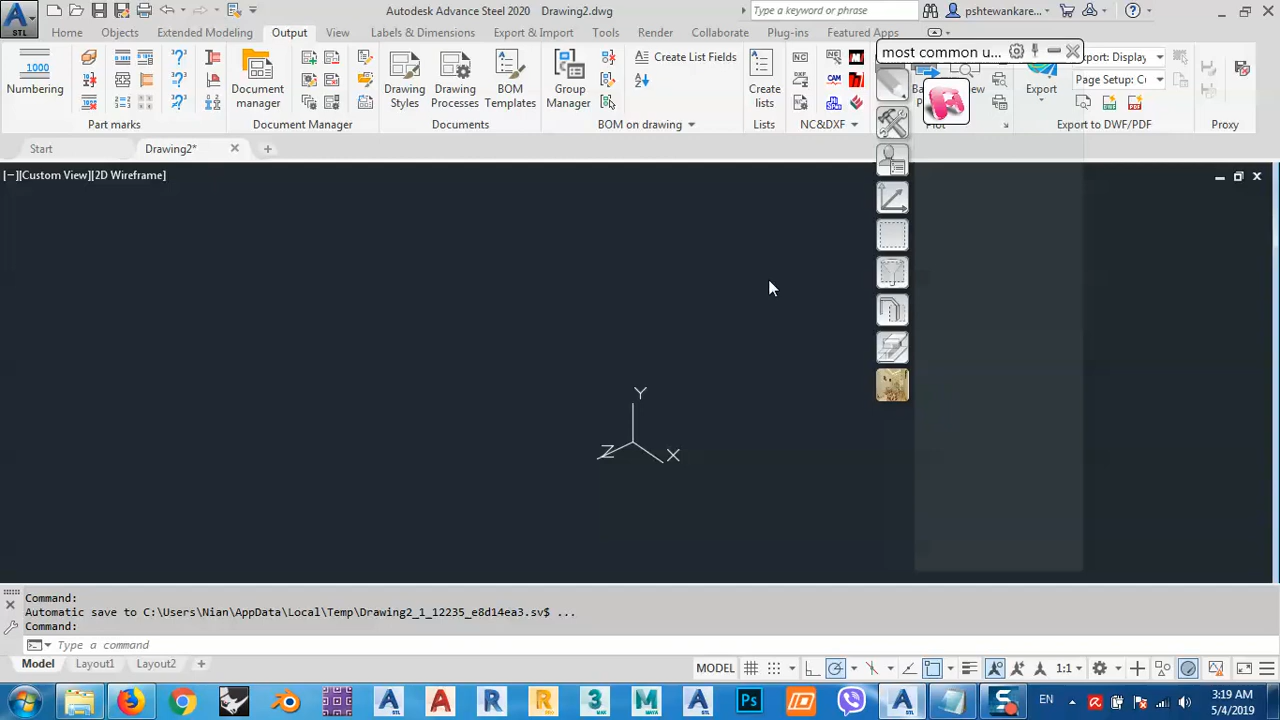 Autodesk Advance Steel 2020 Drawing2.dwg
Type a keyword or phrase
pshtewankare...
STL
Home Objects Extended Modeling Output View Labels & Dimensions Export & Import Tools Render Collaborate Plug-ins Featured Apps
most common u...
1000
Numbering
Document manager
Drawing Styles
Drawing Processes
BOM Templates
Group Manager
Create List Fields
Create lists
Export
Export: Display
Page Setup: C
Part marks Document Manager Documents BOM on drawing Lists NC&DXF Plot Export to DWF/PDF Proxy
Start Drawing2*
[−][Custom View][2D Wireframe]
Y
Z X
Command:
Automatic save to C:\Users\Nian\AppData\Local\Temp\Drawing2_1_12235_e8d14ea3.sv$ ...
Command:
Type a command
Model Layout1 Layout2
MODEL 1:1
EN 3:19 AM
5/4/2019